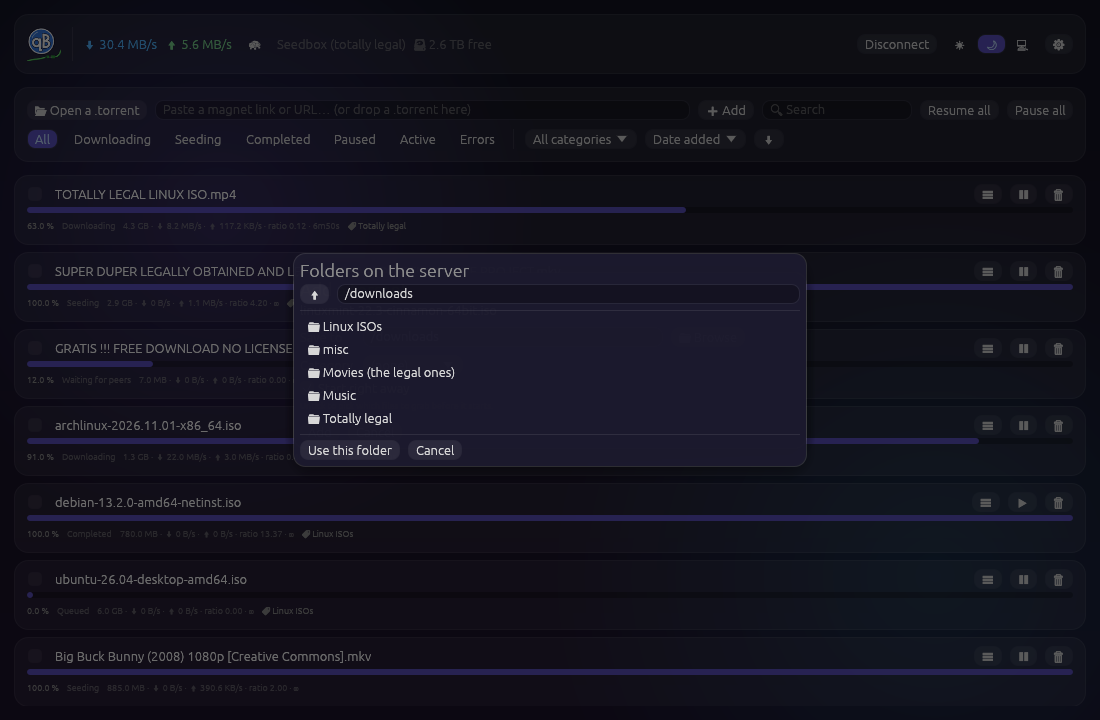 qB 30.4 MB/s 5.6 MB/s Seedbox (totally legal) 2.6 TB free Disconnect
Open a .torrent Paste a magnet link or URL… (or drop a .torrent here) Add Search Resume all Pause all
All Downloading Seeding Completed Paused Active Errors All categories Date added
TOTALLY LEGAL LINUX ISO.mp4
63.0 % Downloading 4.3 GB · 8.2 MB/s · 117.2 KB/s · ratio 0.12 · 6m50s Totally legal
SUPER DUPER LEGALLY OBTAINED AND L
100.0 % Seeding 2.9 GB · 0 B/s · 1.1 MB/s · ratio 4.20 · ∞
GRATIS !!! FREE DOWNLOAD NO LICENSE
12.0 % Waiting for peers 7.0 MB · 0 B/s · 0 B/s · ratio 0.00 ·
archlinux-2026.11.01-x86_64.iso
91.0 % Downloading 1.3 GB · 22.0 MB/s · 3.0 MB/s · ratio 0.
debian-13.2.0-amd64-netinst.iso
100.0 % Completed 780.0 MB · 0 B/s · 0 B/s · ratio 13.37 · ∞ Linux ISOs
ubuntu-26.04-desktop-amd64.iso
0.0 % Queued 6.0 GB · 0 B/s · 0 B/s · ratio 0.00 · ∞ Linux ISOs
Big Buck Bunny (2008) 1080p [Creative Commons].mkv
100.0 % Seeding 885.0 MB · 0 B/s · 390.6 KB/s · ratio 2.00 · ∞
Folders on the server
/downloads
Linux ISOs
misc
Movies (the legal ones)
Music
Totally legal
Use this folder Cancel